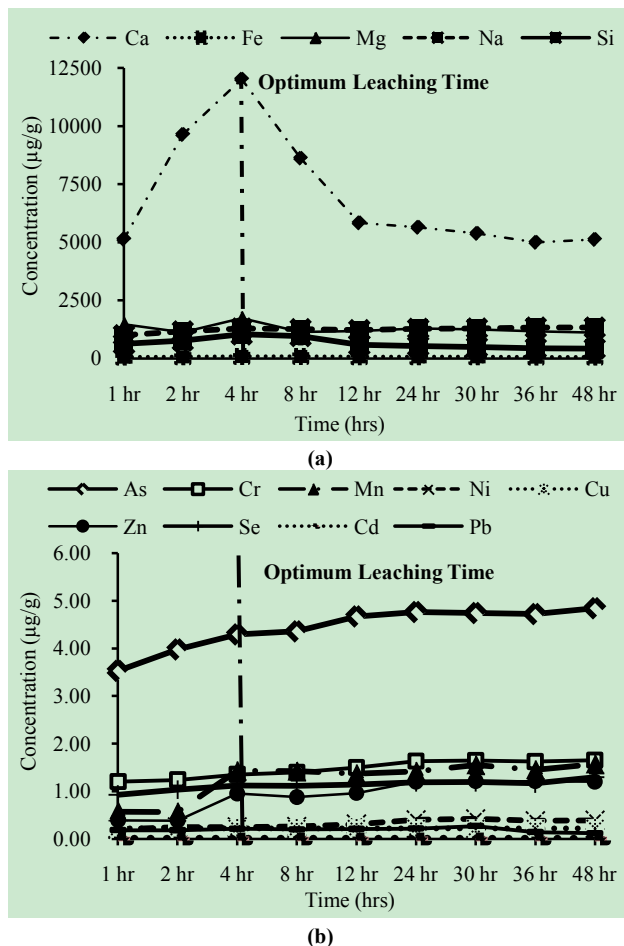 Ca Fe Mg Na Si
12500
10000
7500
5000
2500
0
Concentration (µg/g)
Optimum Leaching Time
1 hr 2 hr 4 hr 8 hr 12 hr 24 hr 30 hr 36 hr 48 hr
Time (hrs)
(a)
As Cr Mn Ni Cu
Zn Se Cd Pb
6.00
5.00
4.00
3.00
2.00
1.00
0.00
Concentration (µg/g)
Optimum Leaching Time
1 hr 2 hr 4 hr 8 hr 12 hr 24 hr 30 hr 36 hr 48 hr
Time (hrs)
(b)